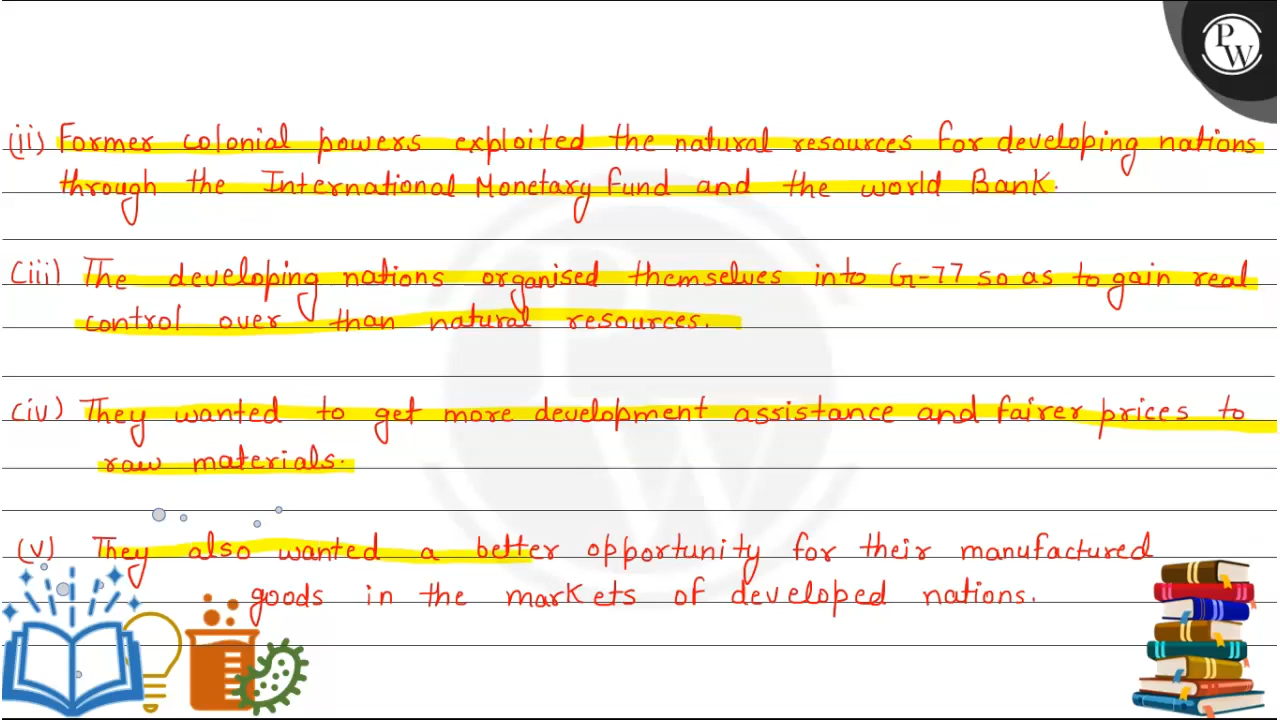 PW
(ii) Former colonial powers exploited the natural resources for developing nations
through the International Monetary Fund and the world Bank.
(iii) The developing nations organised themselves into G-77 so as to gain real
control over than natural resources.
(iv) They wanted to get more development assistance and fairer prices to
raw materials.
(v) They also wanted a better opportunity for their manufactured
goods in the markets of developed nations.